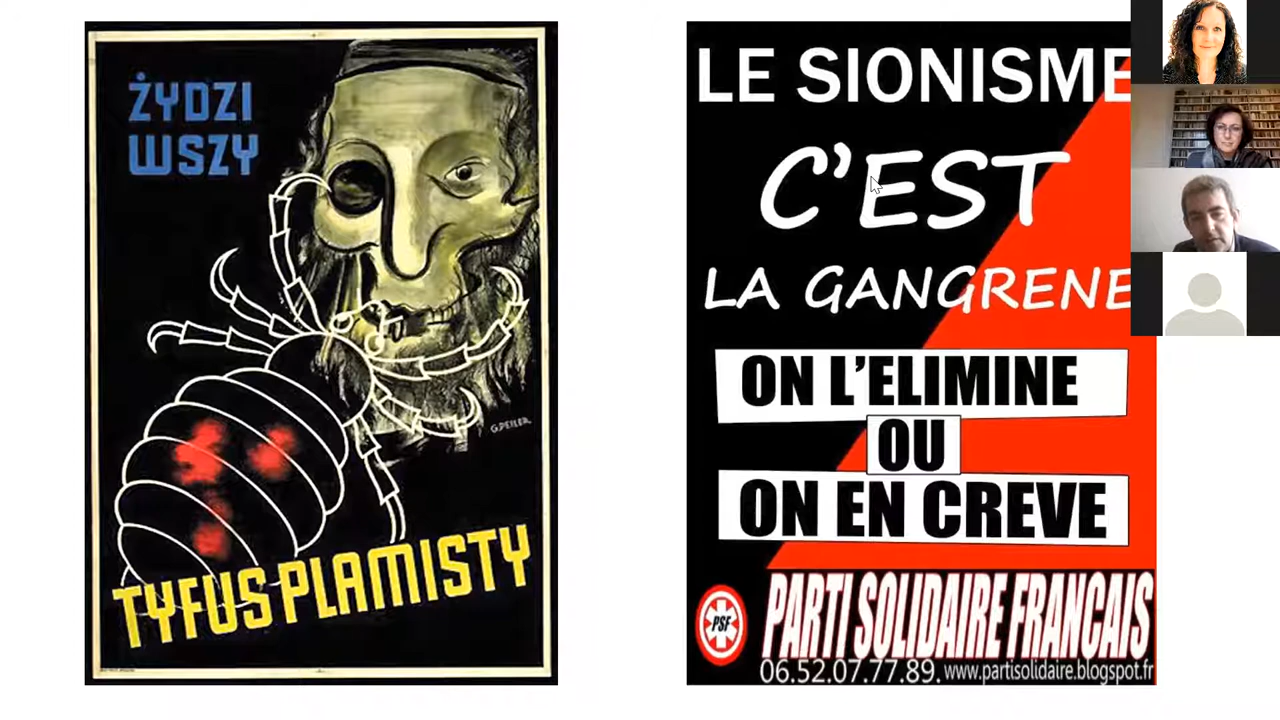 ŻYDZI
WSZY
G.PEILER.
TYFUS PLAMISTY
LE SIONISME
C'EST
LA GANGRENE
ON L'ELIMINE
OU
ON EN CREVE
PSF
PARTI SOLIDAIRE FRANCAIS
06.52.07.77.89. www.partisolidaire.blogspot.fr